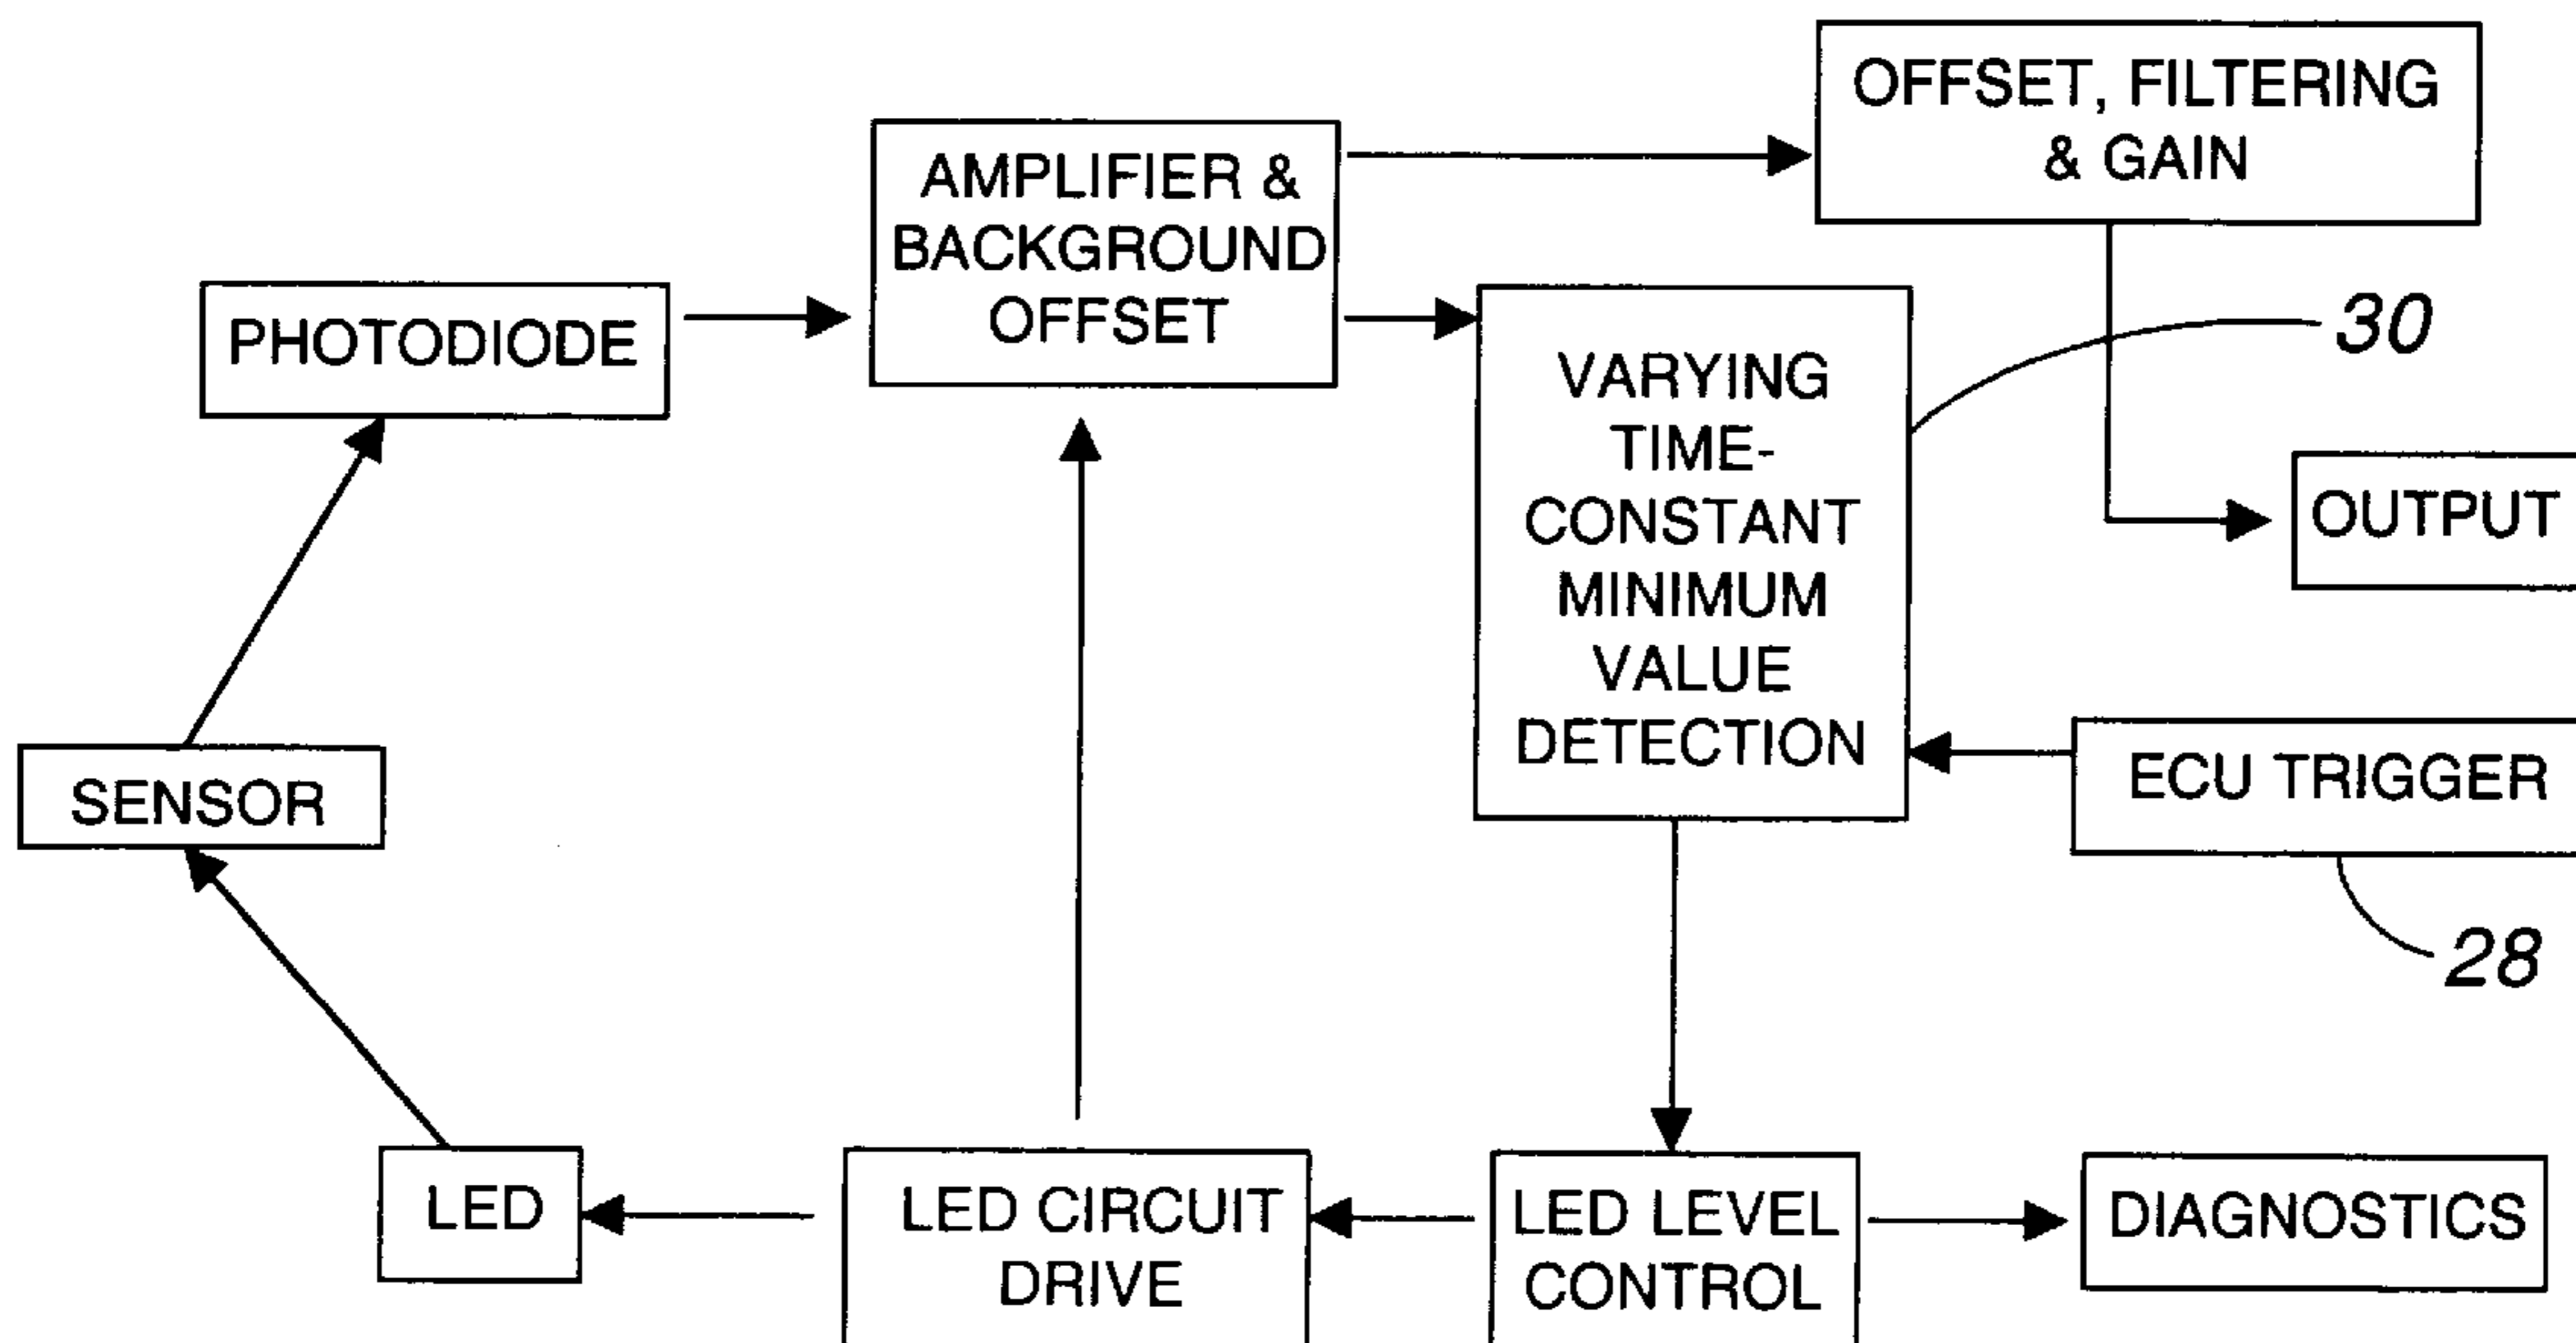 OFFSET, FILTERING
& GAIN
AMPLIFIER &
BACKGROUND
OFFSET
PHOTODIODE
30
VARYING
TIME-
CONSTANT
MINIMUM
VALUE
DETECTION
OUTPUT
SENSOR
ECU TRIGGER
28
LED
LED CIRCUIT
DRIVE
LED LEVEL
CONTROL
DIAGNOSTICS